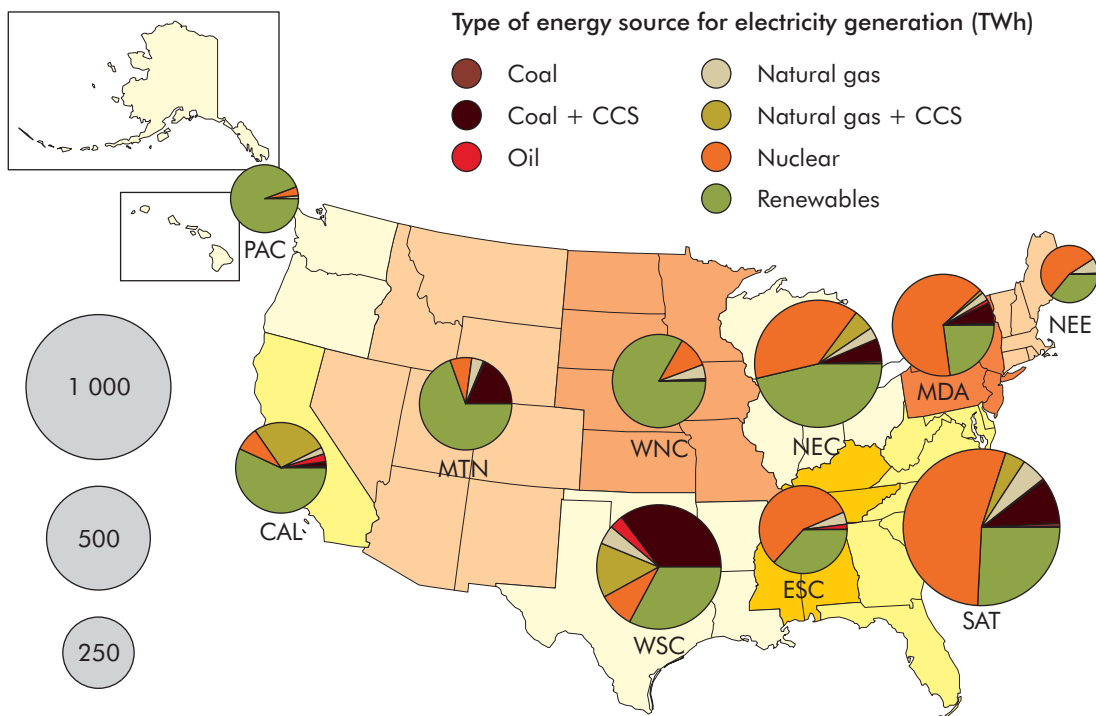 Type of energy source for electricity generation (TWh)
Coal
Coal + CCS
Oil
Natural gas
Natural gas + CCS
Nuclear
Renewables
PAC
NEE
1 000
MDA
WNC
NEC
MTN
CAL
500
ESC
SAT
WSC
250